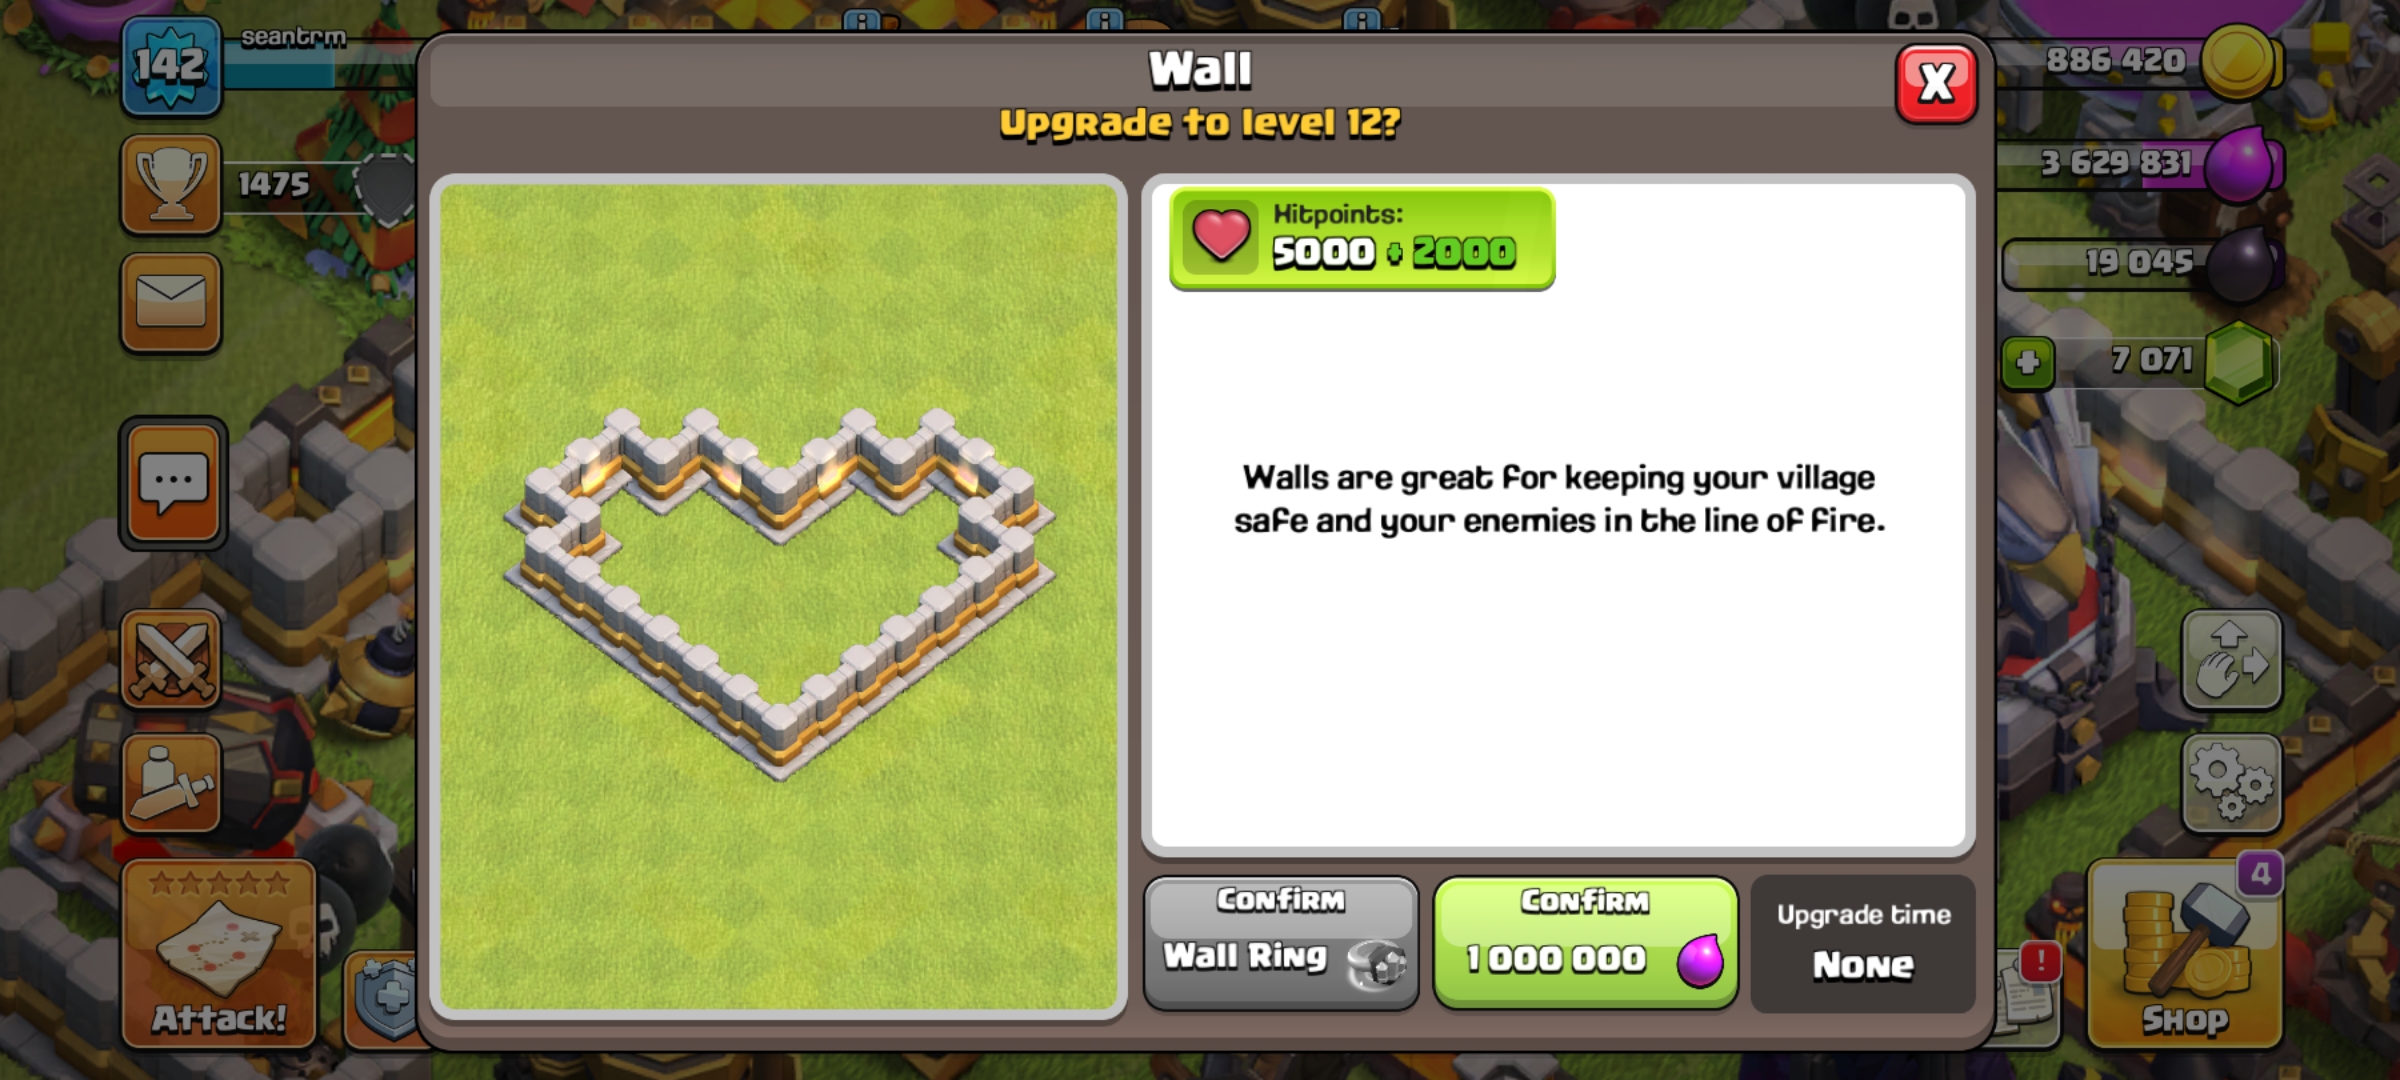 142
seantrm
1475
Wall
Upgrade to level 12?
X
886 420
3 629 831
19 045
7 071
Hitpoints:
5000 + 2000
Walls are great for keeping your village
safe and your enemies in the line of fire.
Confirm
Wall Ring
Confirm
1 000 000
Upgrade time
None
Attack!
!
4
Shop